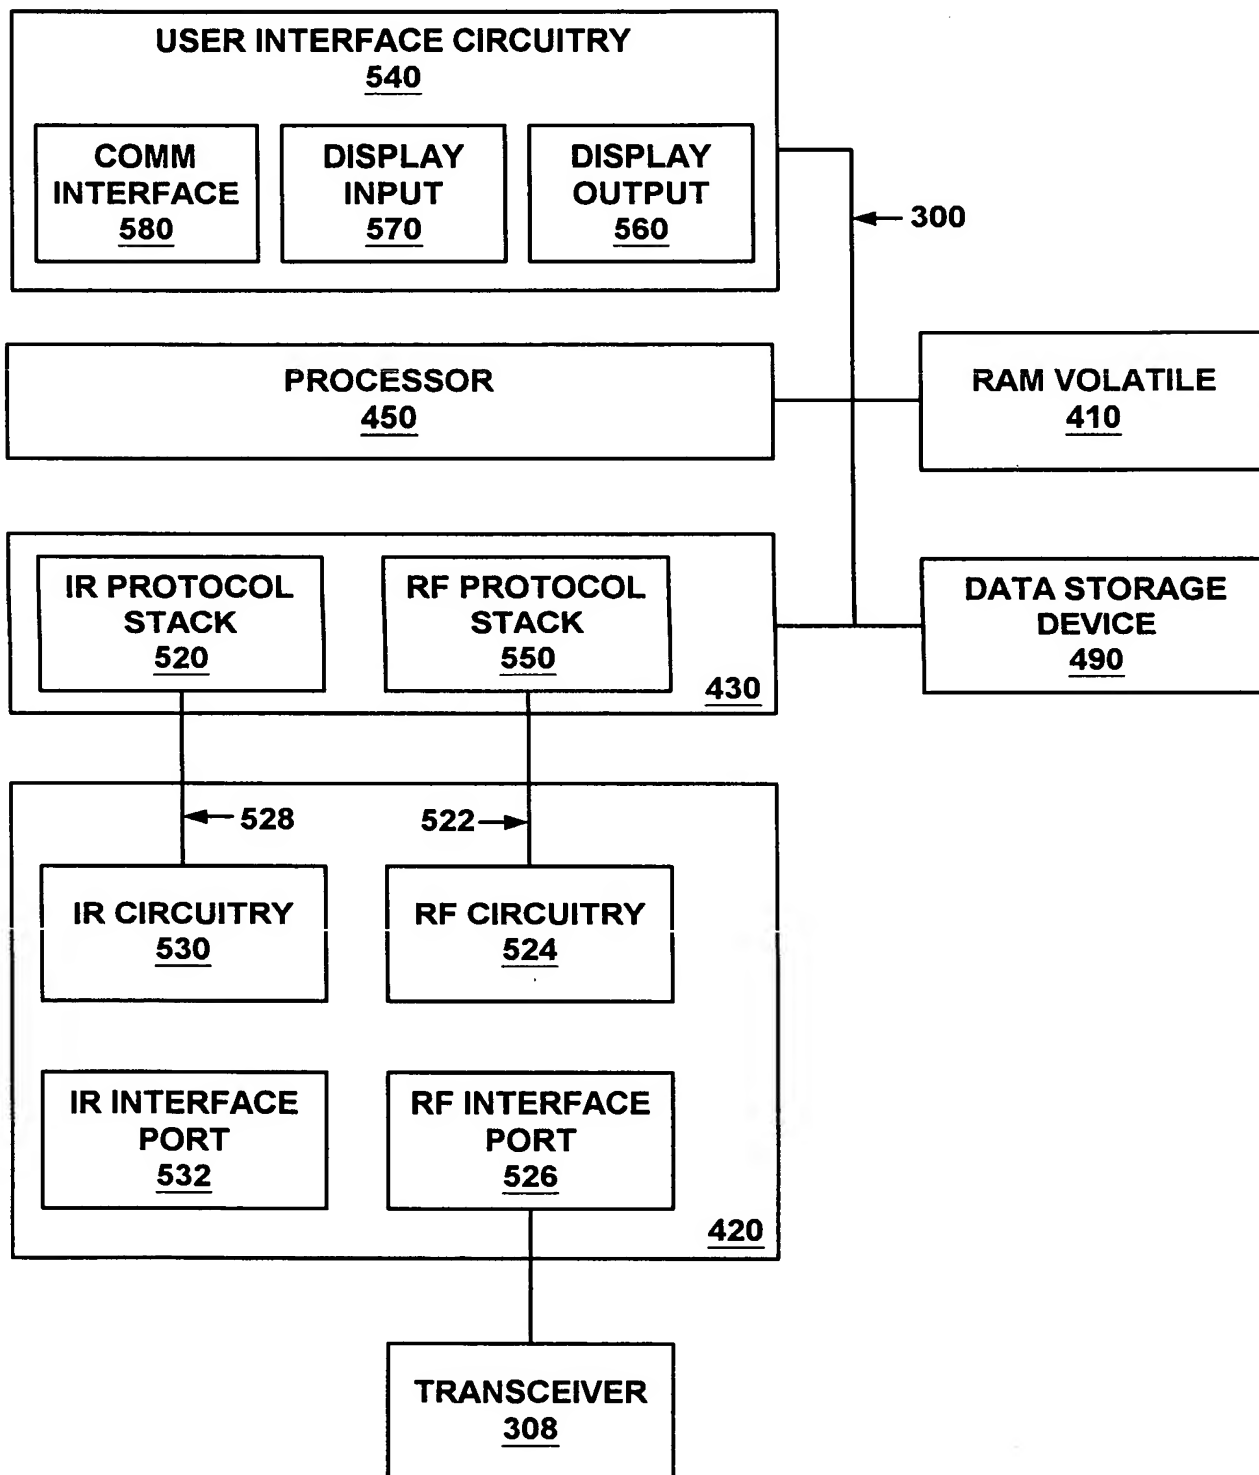 USER INTERFACE CIRCUITRY
540
COMM
INTERFACE
580
DISPLAY
INPUT
570
DISPLAY
OUTPUT
560
300
PROCESSOR
450
RAM VOLATILE
410
IR PROTOCOL
STACK
520
RF PROTOCOL
STACK
550
430
DATA STORAGE
DEVICE
490
528
522
IR CIRCUITRY
530
RF CIRCUITRY
524
IR INTERFACE
PORT
532
RF INTERFACE
PORT
526
420
TRANSCEIVER
308